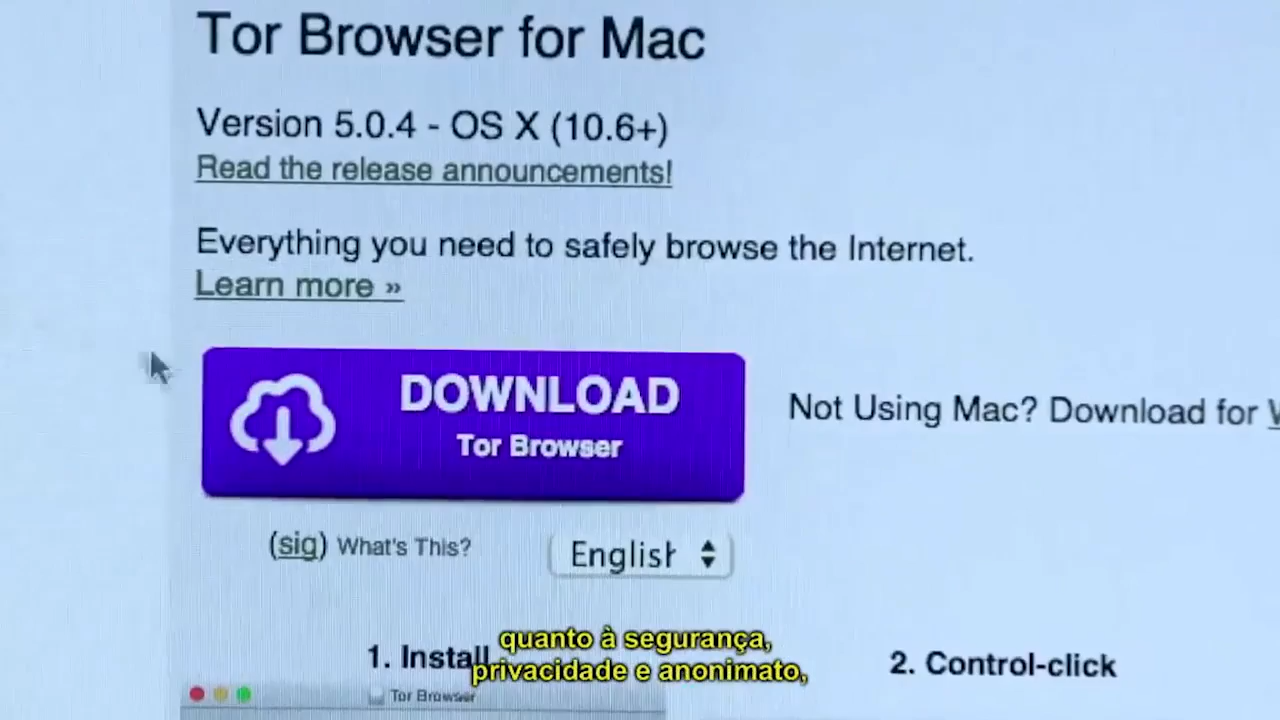 Tor Browser for Mac
Version 5.0.4 - OS X (10.6+)
Read the release announcements!
Everything you need to safely browse the Internet.
Learn more »
DOWNLOAD
Tor Browser
Not Using Mac? Download for
(sig) What's This?
English
1. Install
2. Control-click
Tor Browser
quanto à segurança,
privacidade e anonimato,